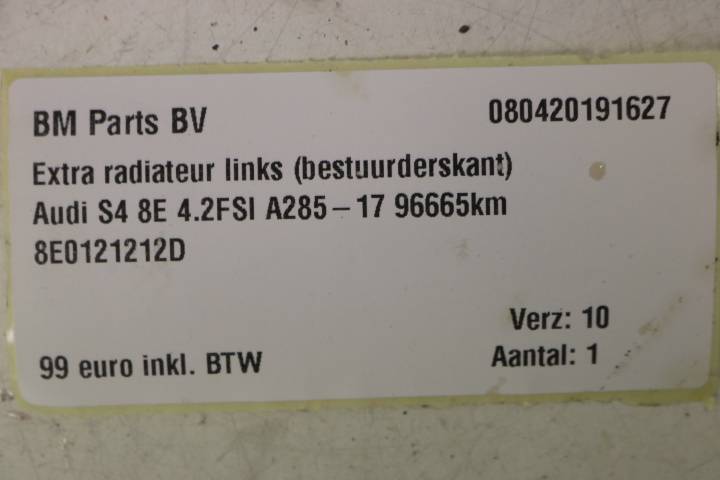 BM Parts BV 080420191627
Extra radiateur links (bestuurderskant)
Audi S4 8E 4.2FSI A285-17 96665km
8E0121212D
Verz: 10
99 euro inkl. BTW Aantal: 1